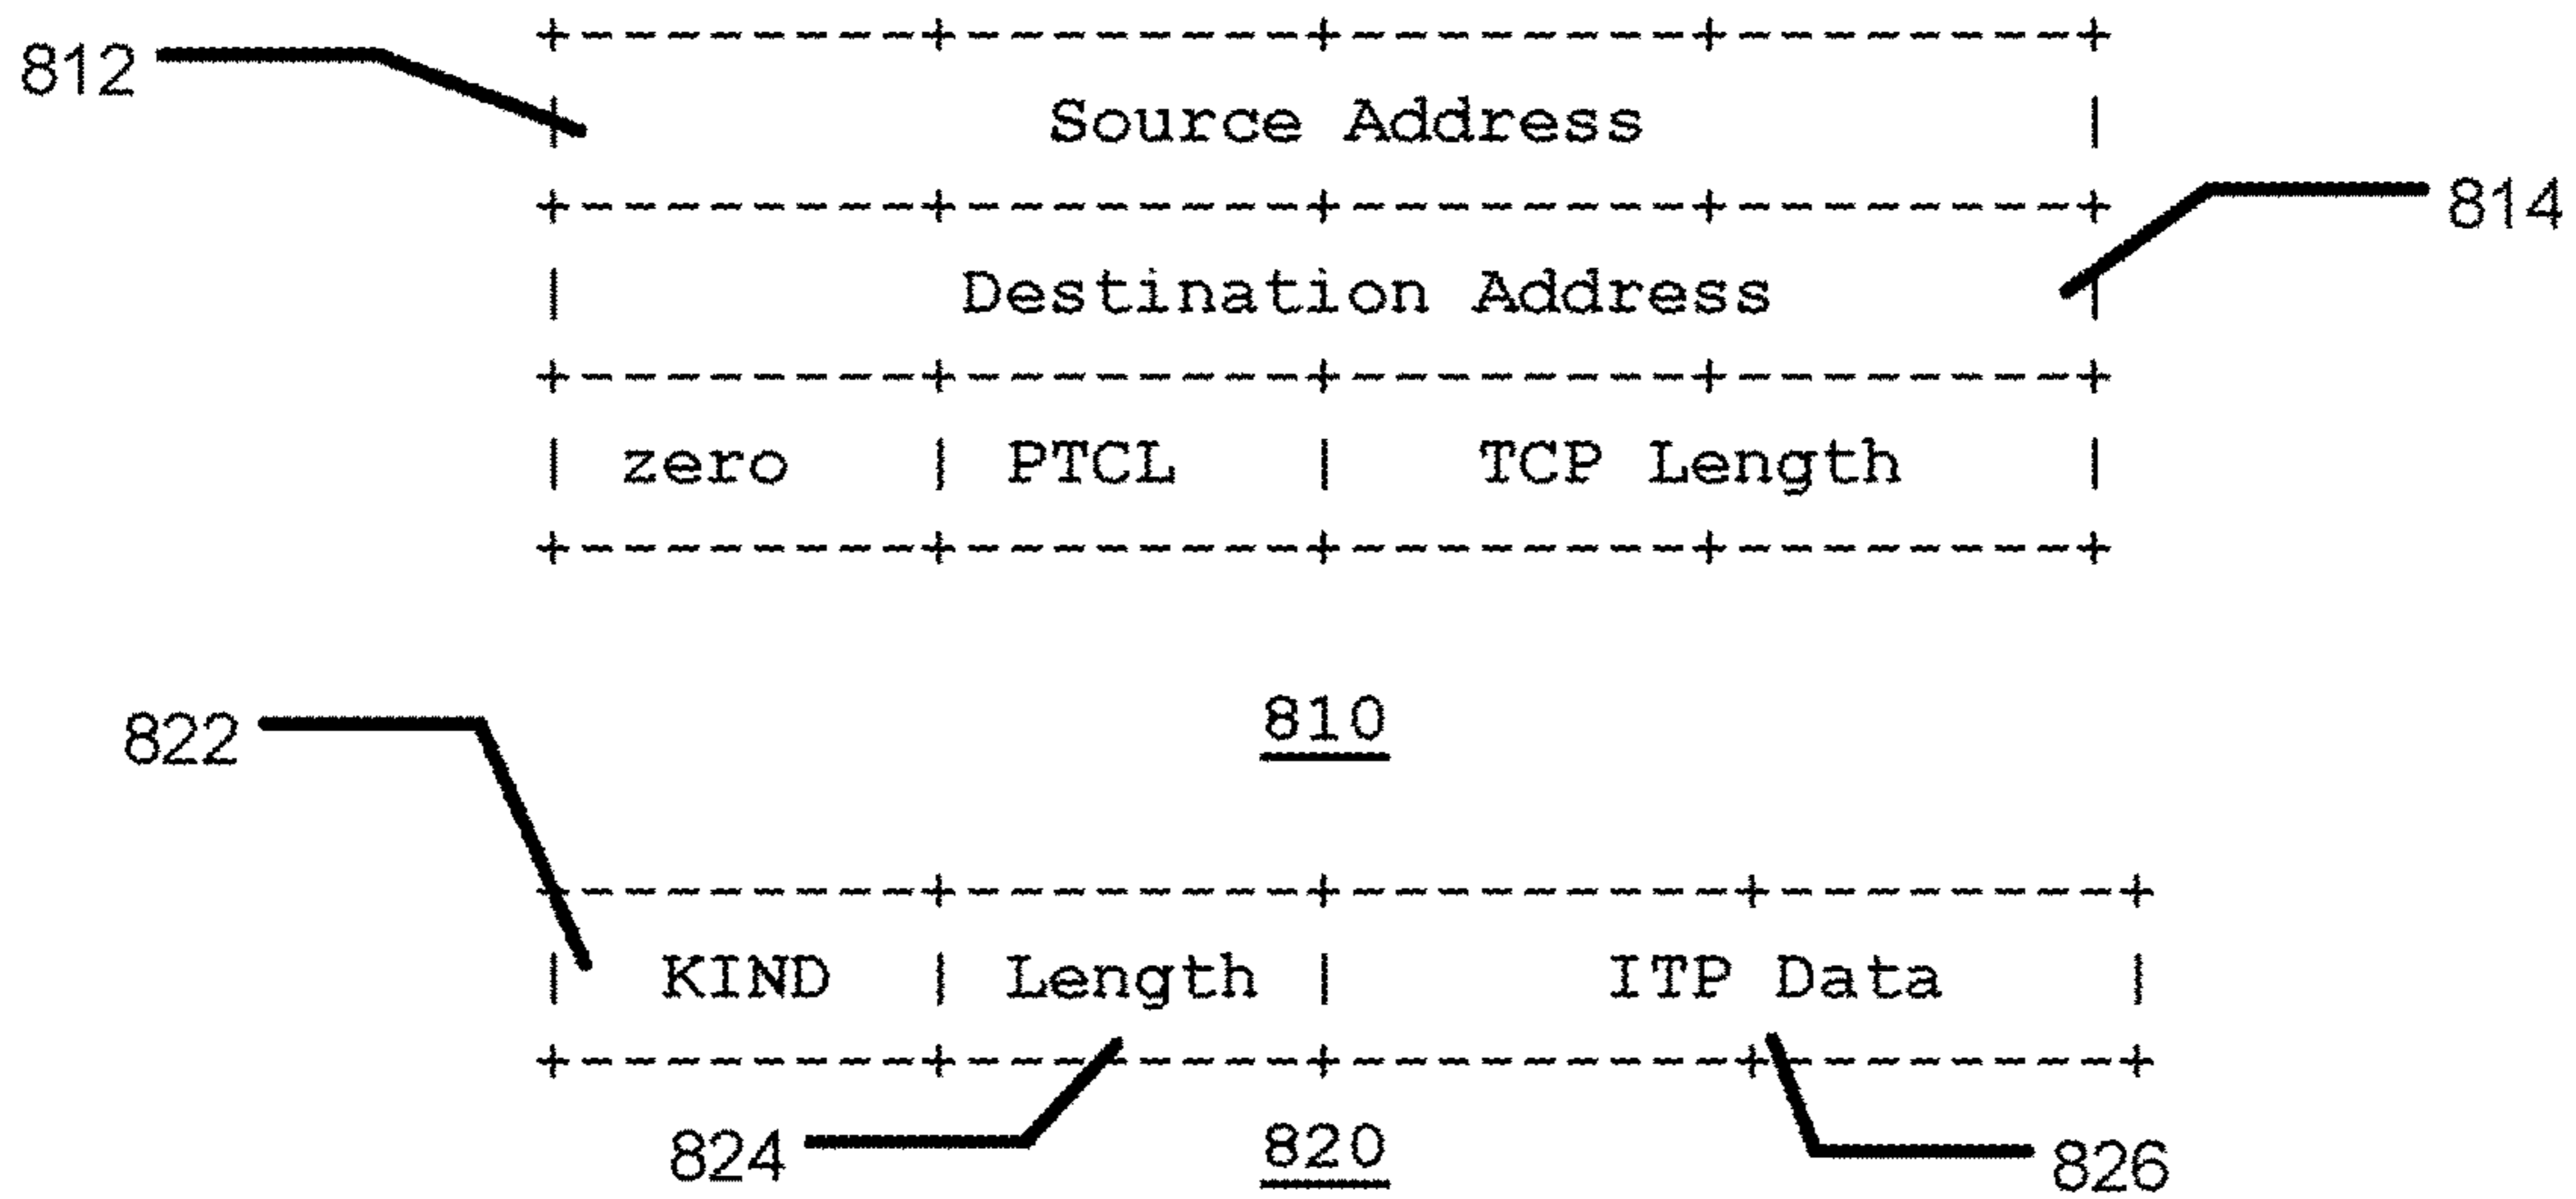 812
+---------+---------+---------+---------+
| Source Address |
+---------+---------+---------+---------+
814
| Destination Address |
+---------+---------+---------+---------+
| zero | PTCL | TCP Length |
+---------+---------+---------+---------+
810
822
+---------+---------+----------+---------+
| KIND | Length | ITP Data |
+---------+---------+----------+---------+
824 820 826